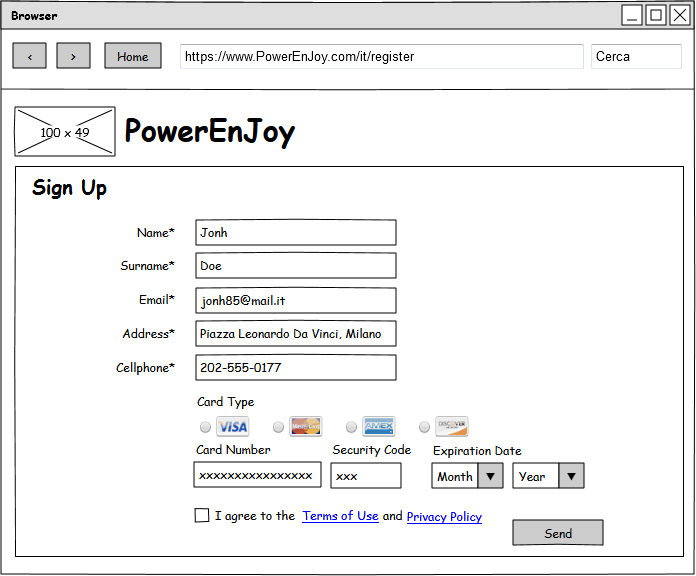 Browser
< > Home https://www.PowerEnJoy.com/it/register Cerca
100 x 49 PowerEnJoy
Sign Up
Name* Jonh
Surname* Doe
Email* jonh85@mail.it
Address* Piazza Leonardo Da Vinci, Milano
Cellphone* 202-555-0177
Card Type
VISA MasterCard AMEX DISCOVER
Card Number Security Code Expiration Date
xxxxxxxxxxxxxxxx xxx Month Year
I agree to the Terms of Use and Privacy Policy
Send